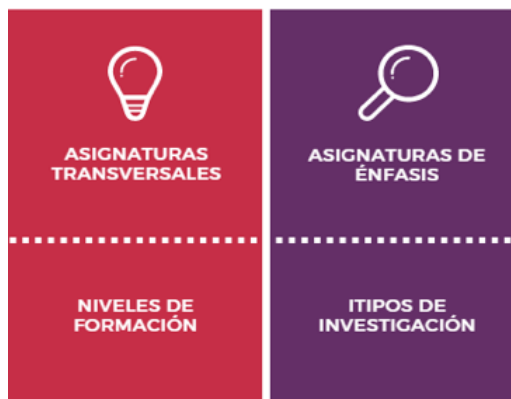 ASIGNATURAS
TRANSVERSALES
NIVELES DE
FORMACIÓN
ASIGNATURAS DE
ÉNFASIS
ITIPOS DE
INVESTIGACIÓN